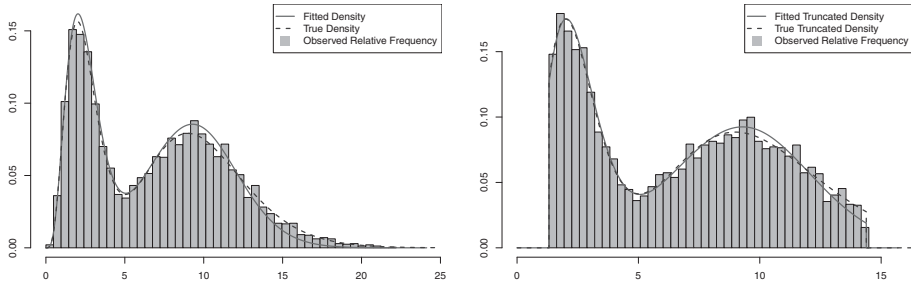 Fitted Density
True Density
Observed Relative Frequency
0.15
0.10
0.05
0.00
0 5 10 15 20 25
Fitted Truncated Density
True Truncated Density
Observed Relative Frequency
0.15
0.10
0.05
0.00
0 5 10 15